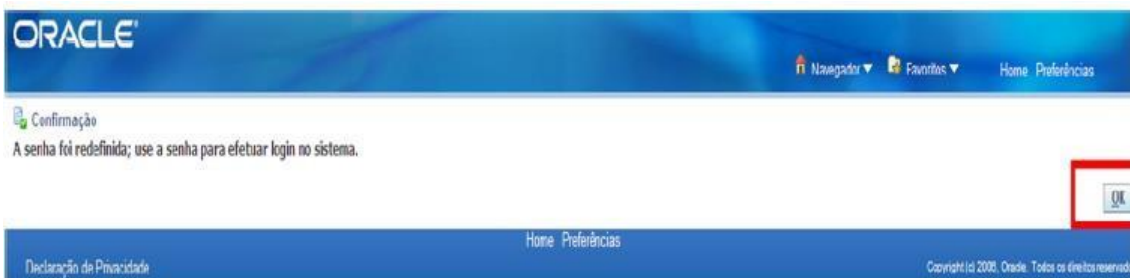 ORACLE
Navegador Favoritos Home Preferências
Confirmação
A senha foi redefinida; use a senha para efetuar login no sistema.
OK
Home Preferências
Declaração de Privacidade
Copyright (c) 2006, Oracle. Todos os direitos reservado